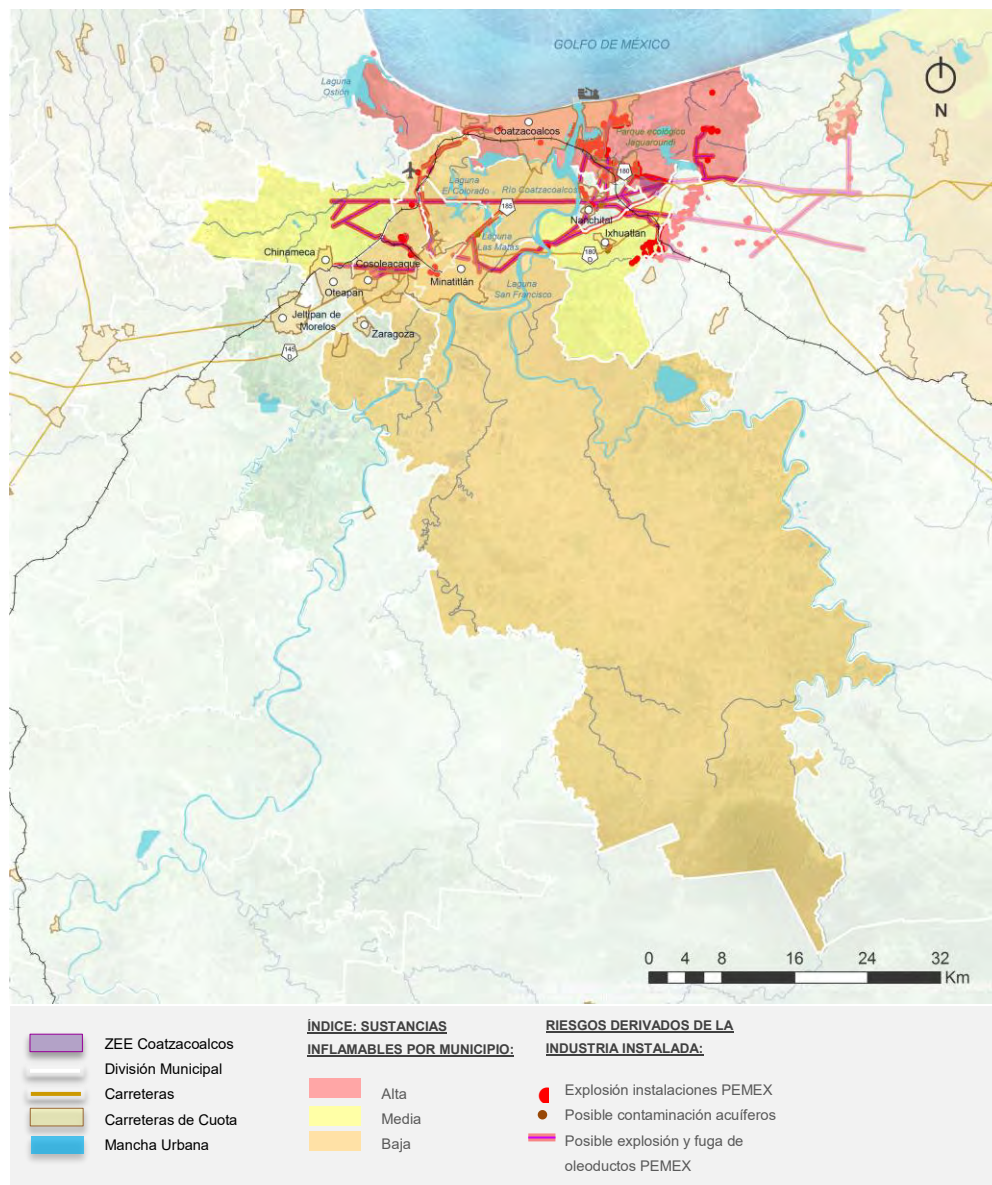 GOLFO DE MÉXICO
Laguna
Ostión
N
Coatzacoalcos
Parque ecológico
Jaguaroundi
180
Laguna
El Colorado
Río Coatzacoalcos
185
Nanchital
Laguna
Las Matas
Ixhuatlán
Chinameca
Cosoleacaque
180
D
Minatitlán
Oteapan
Laguna
San Francisco
Jeltipan de
Morelos
Zaragoza
145
D
0 4 8 16 24 32
Km
ZEE Coatzacoalcos
División Municipal
Carreteras
Carreteras de Cuota
Mancha Urbana
ÍNDICE: SUSTANCIAS
INFLAMABLES POR MUNICIPIO:
Alta
Media
Baja
RIESGOS DERIVADOS DE LA
INDUSTRIA INSTALADA:
Explosión instalaciones PEMEX
Posible contaminación acuíferos
Posible explosión y fuga de
oleoductos PEMEX